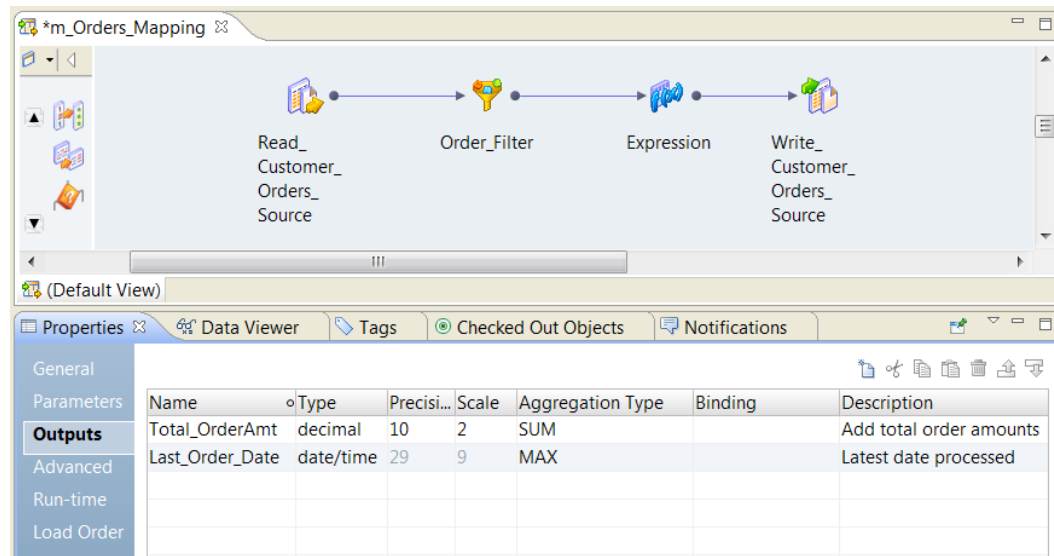 *m_Orders_Mapping
Read_
Customer_
Orders_
Source
Order_Filter
Expression
Write_
Customer_
Orders_
Source
(Default View)
Properties Data Viewer Tags Checked Out Objects Notifications
General
Parameters
Outputs
Advanced
Run-time
Load Order
Name Type Precisi... Scale Aggregation Type Binding Description
Total_OrderAmt decimal 10 2 SUM Add total order amounts
Last_Order_Date date/time 29 9 MAX Latest date processed